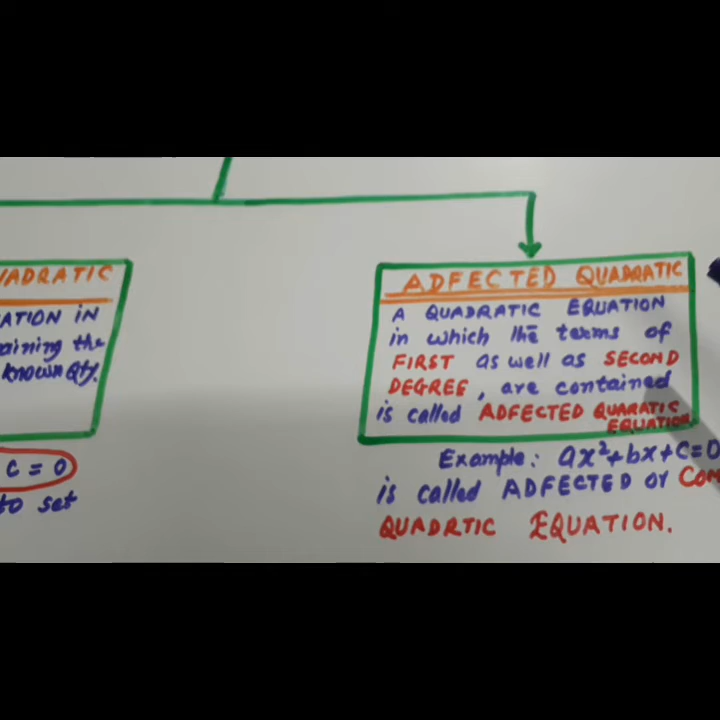 UADRATIC
ATION IN
aining the
known Qty.
C = 0
to set
ADFECTED QUADRATIC
A QUADRATIC EQUATION
in which the terms of
FIRST as well as SECOND
DEGREE, are contained
is called ADFECTED QUARATIC
EQUATION
Example: ax²+bx+c=0
is called ADFECTED or COM
QUADRTIC EQUATION.